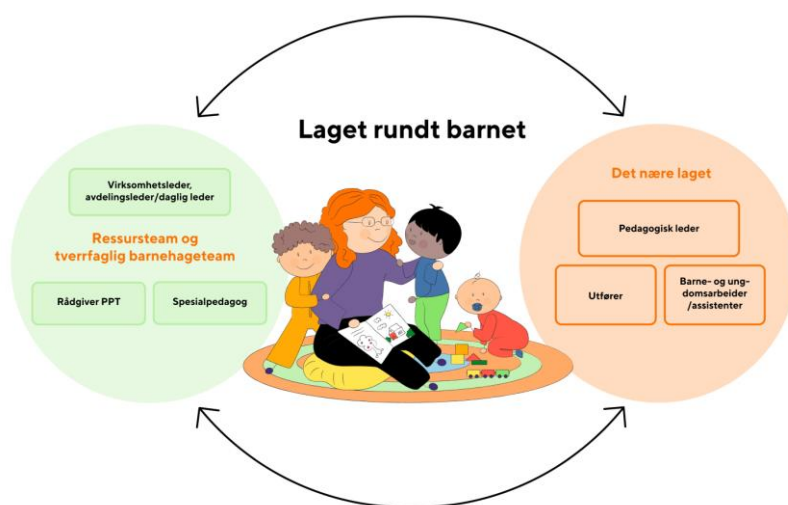 Laget rundt barnet
Virksomhetsleder,
avdelingsleder/daglig leder
Ressursteam og
tverrfaglig barnehageteam
Rådgiver PPT
Spesialpedagog
Det nære laget
Pedagogisk leder
Utfører
Barne- og ung-
domsarbeider
/assistenter